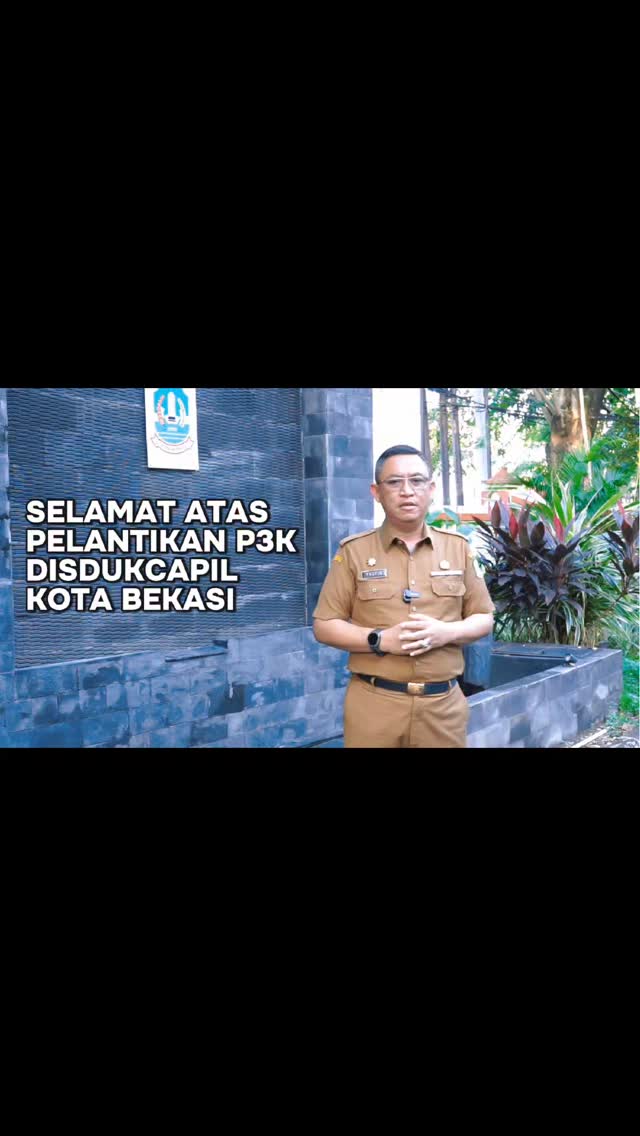 SELAMAT ATAS
PELANTIKAN P3K
DISDUKCAPIL
KOTA BEKASI